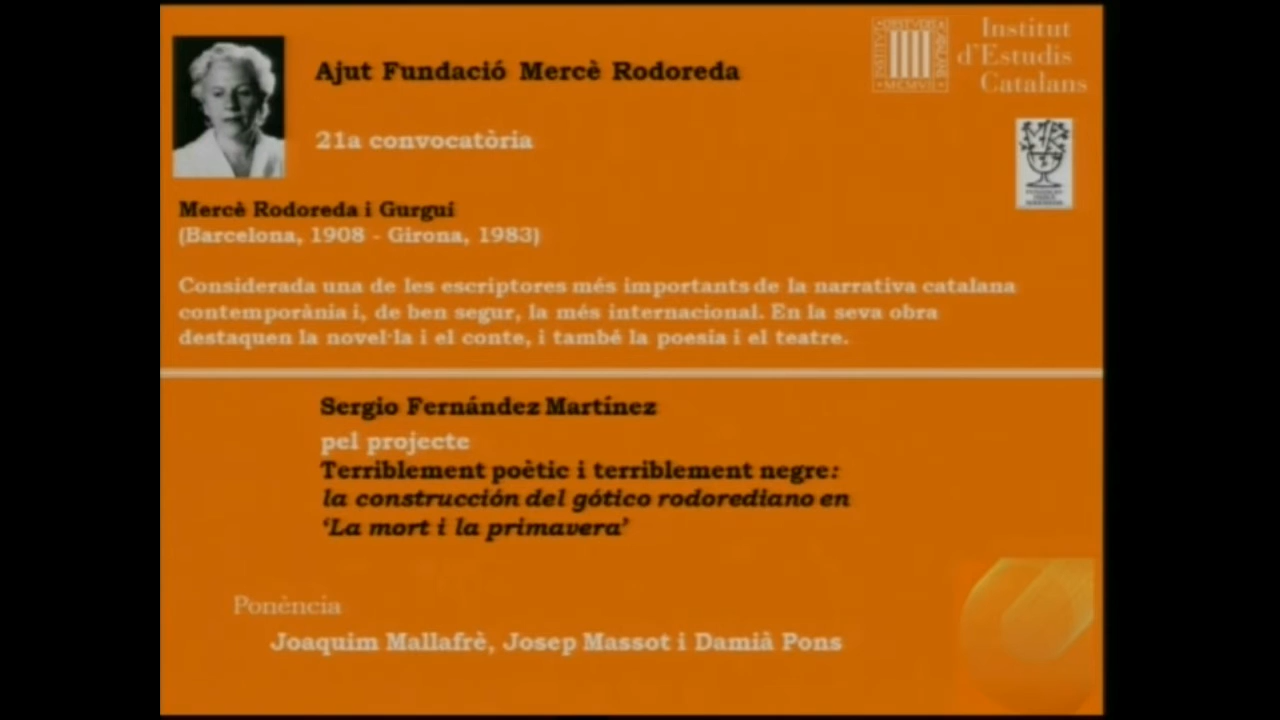 Ajut Fundació Mercè Rodoreda
Institut
d'Estudis
Catalans
MCMVII
21a convocatòria
Mercè Rodoreda i Gurguí
(Barcelona, 1908 - Girona, 1983)
Considerada una de les escriptores més importants de la narrativa catalana
contemporània i, de ben segur, la més internacional. En la seva obra
destaquen la novel·la i el conte, i també la poesia i el teatre.
Sergio Fernández Martínez
pel projecte
Terriblement poètic i terriblement negre:
la construcción del gótico rodorediano en
‘La mort i la primavera’
Ponència
Joaquim Mallafrè, Josep Massot i Damià Pons